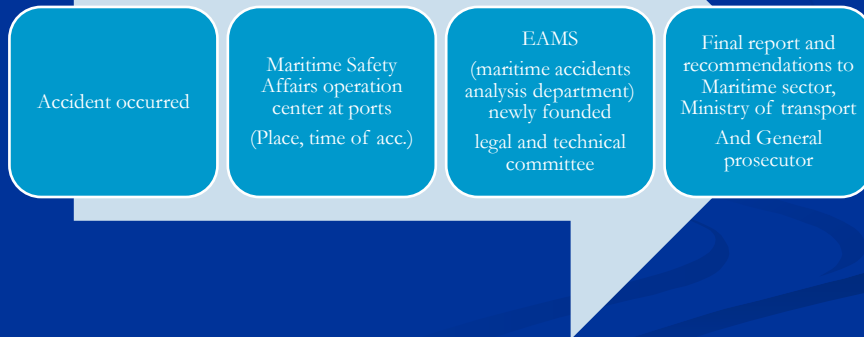 Accident occurred
Maritime Safety
Affairs operation
center at ports
(Place, time of acc.)
EAMS
(maritime accidents
analysis department)
newly founded
legal and technical
committee
Final report and
recommendations to
Maritime sector,
Ministry of transport
And General
prosecutor